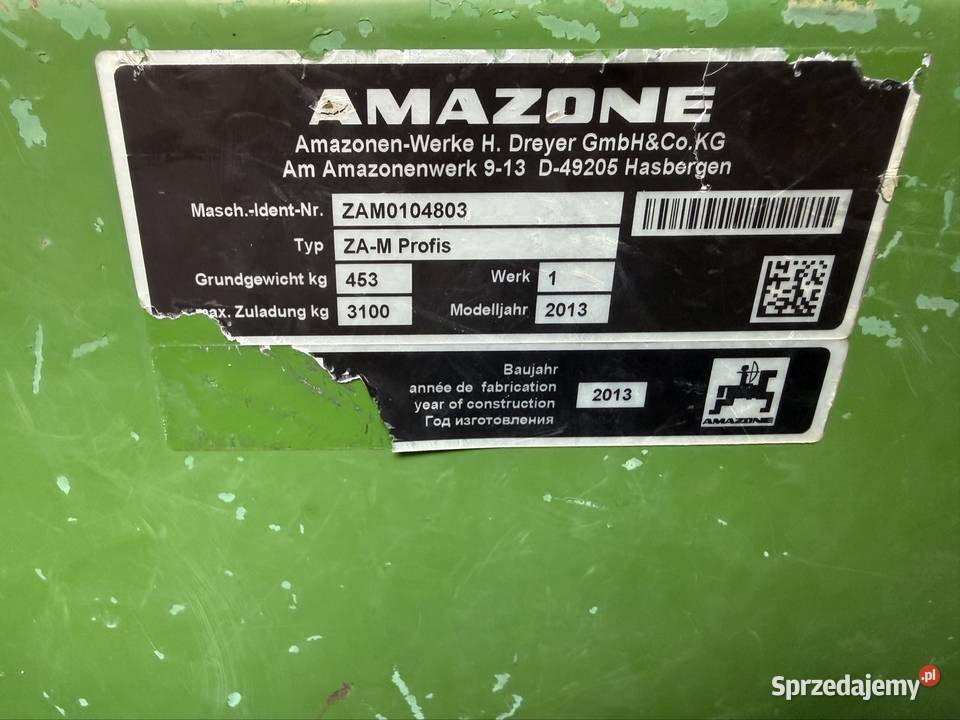 AMAZONE
Amazonen-Werke H. Dreyer GmbH&Co.KG
Am Amazonenwerk 9-13 D-49205 Hasbergen
Masch.-Ident-Nr. ZAM0104803
Typ ZA-M Profis
Grundgewicht kg 453 Werk 1
max. Zuladung kg 3100 Modelljahr 2013
Baujahr
année de fabrication
year of construction 2013
Год изготовления
AMAZONE
Sprzedajemy.pl